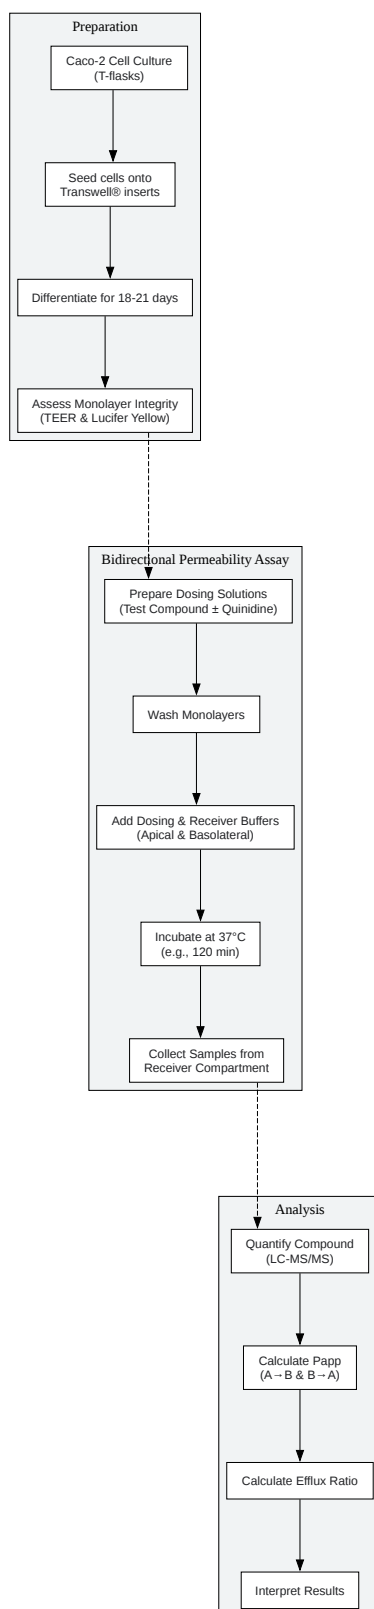 Preparation
Caco-2 Cell Culture
(T-flasks)
Seed cells onto
Transwell® inserts
Differentiate for 18-21 days
Assess Monolayer Integrity
(TEER & Lucifer Yellow)
Bidirectional Permeability Assay
Prepare Dosing Solutions
(Test Compound ± Quinidine)
Wash Monolayers
Add Dosing & Receiver Buffers
(Apical & Basolateral)
Incubate at 37°C
(e.g., 120 min)
Collect Samples from
Receiver Compartment
Analysis
Quantify Compound
(LC-MS/MS)
Calculate Papp
(A→B & B→A)
Calculate Efflux Ratio
Interpret Results